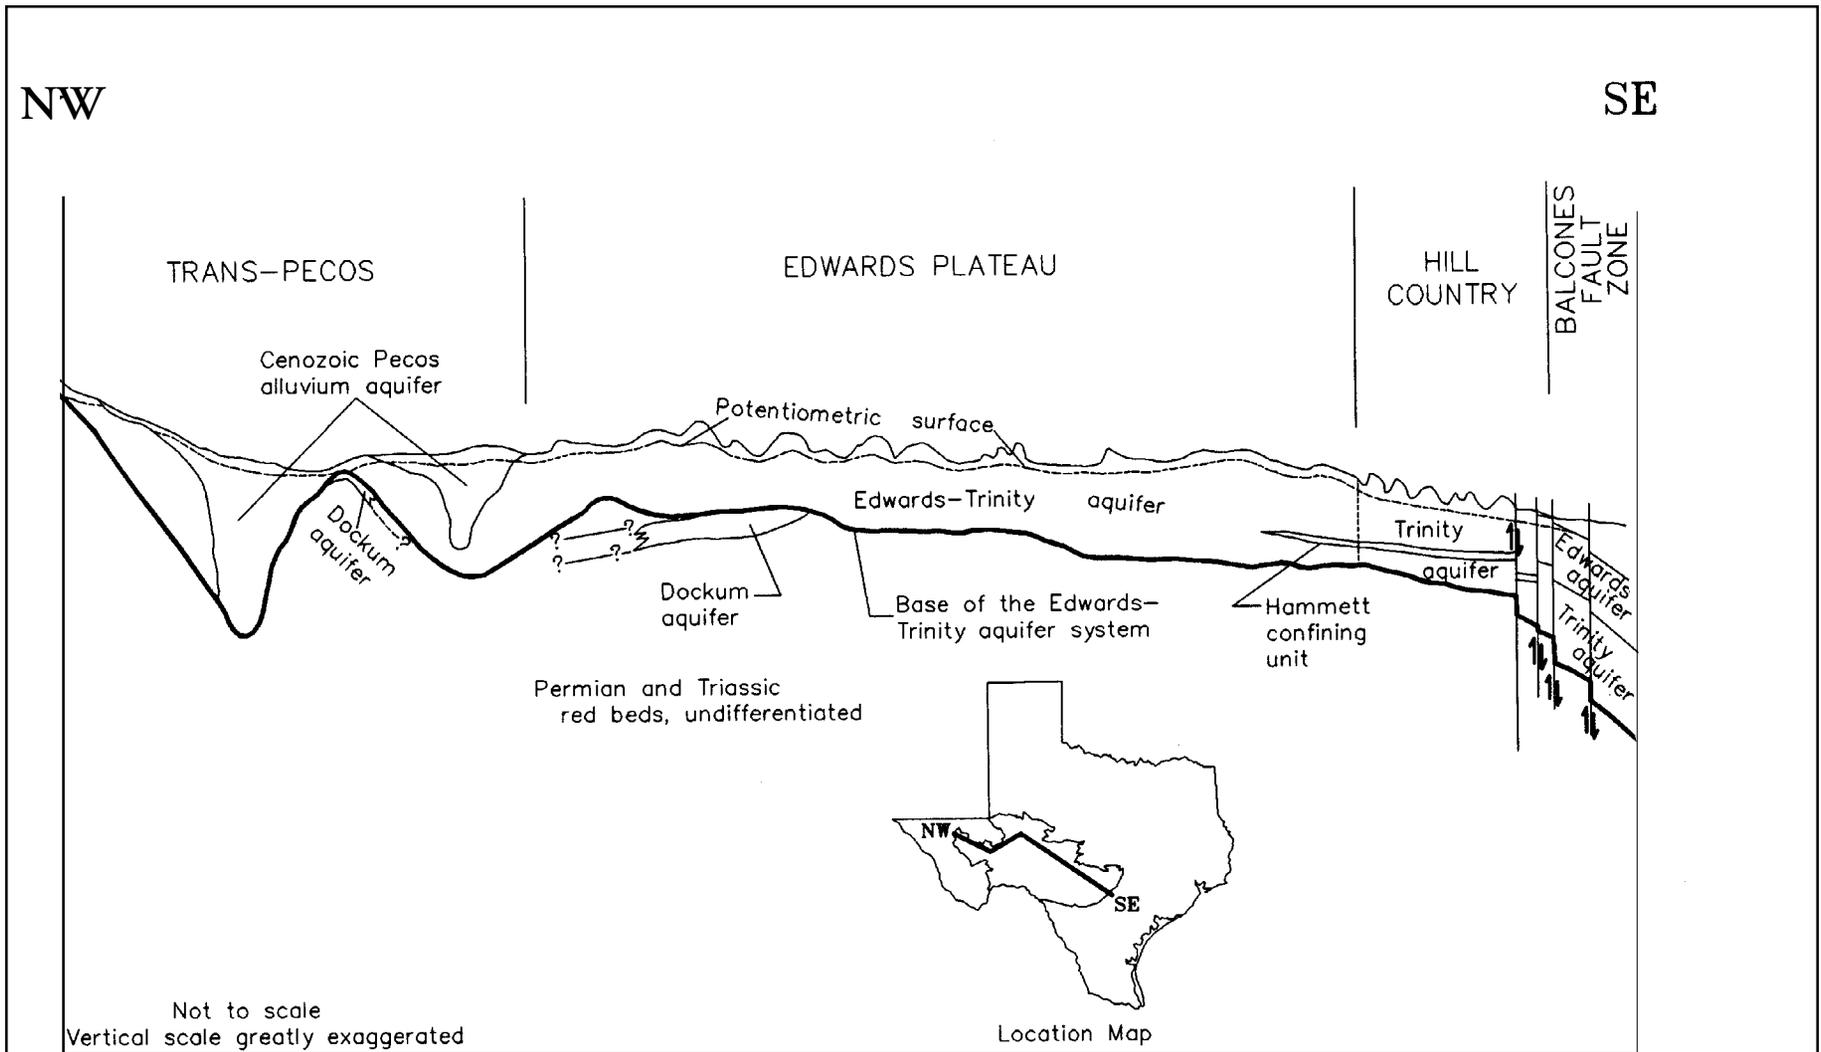 NW
SE
TRANS-PECOS
EDWARDS PLATEAU
HILL
COUNTRY
BALCONES
FAULT
ZONE
Cenozoic Pecos
alluvium aquifer
Potentiometric surface
Edwards-Trinity aquifer
Dockum
aquifer
?
?
?
?
?
Dockum
aquifer
Base of the Edwards-
Trinity aquifer system
Trinity
aquifer
Hammett
confining
unit
Edwards
aquifer
Trinity
aquifer
Permian and Triassic
red beds, undifferentiated
NW
SE
Not to scale
Vertical scale greatly exaggerated
Location Map